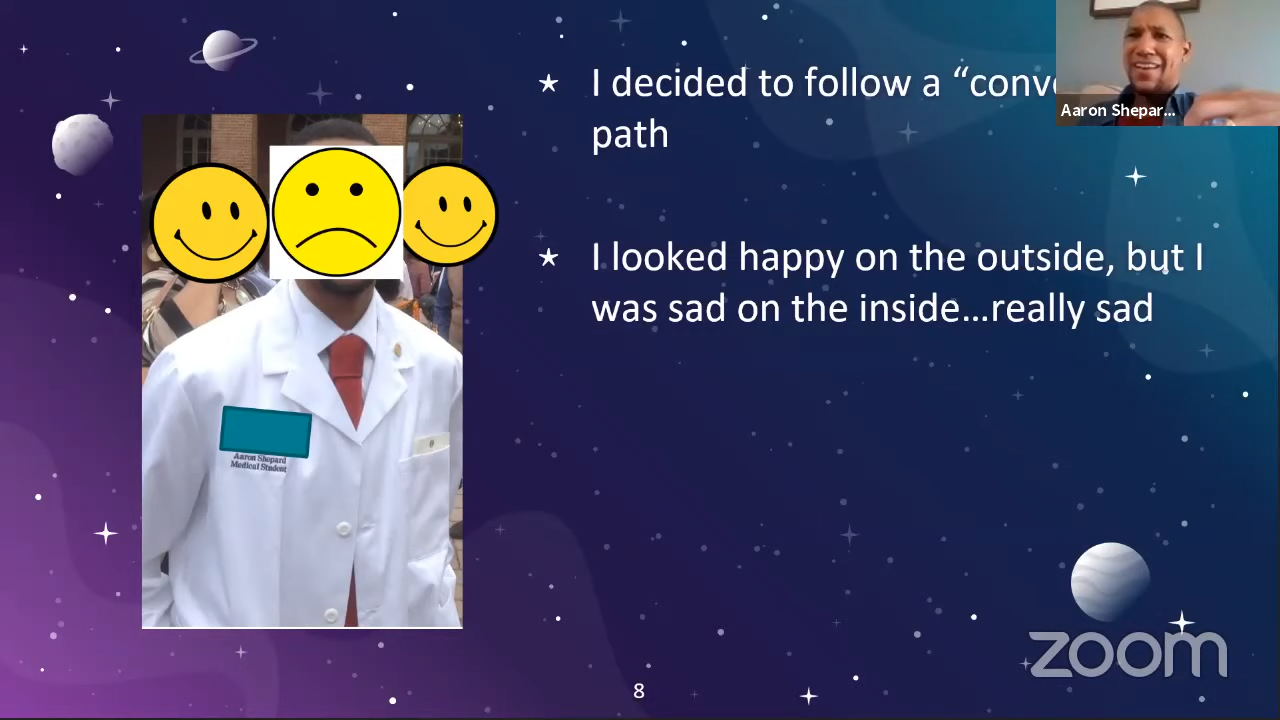 ★ I decided to follow a “conve
path
Aaron Shepar...
★ I looked happy on the outside, but I
was sad on the inside...really sad
Aaron Shepard
Medical Student
zoom
8